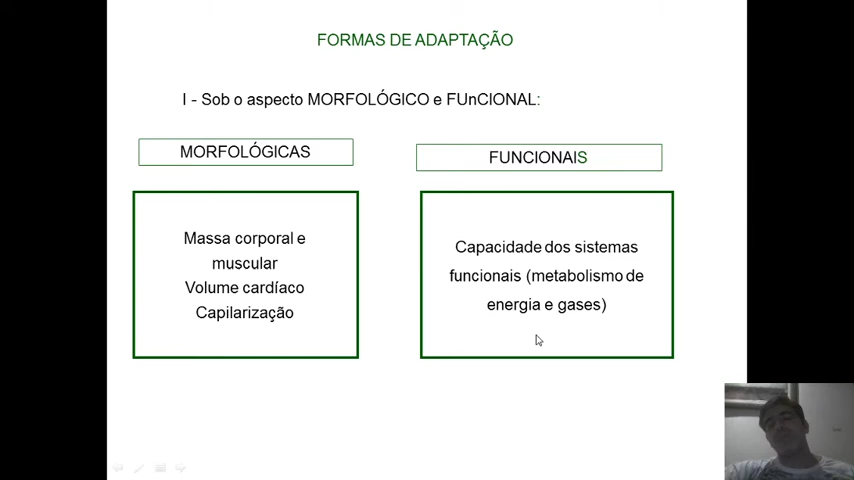 FORMAS DE ADAPTAÇÃO
I - Sob o aspecto MORFOLÓGICO e FUnCIONAL:
MORFOLÓGICAS
FUNCIONAIS
Massa corporal e
muscular
Volume cardíaco
Capilarização
Capacidade dos sistemas
funcionais (metabolismo de
energia e gases)